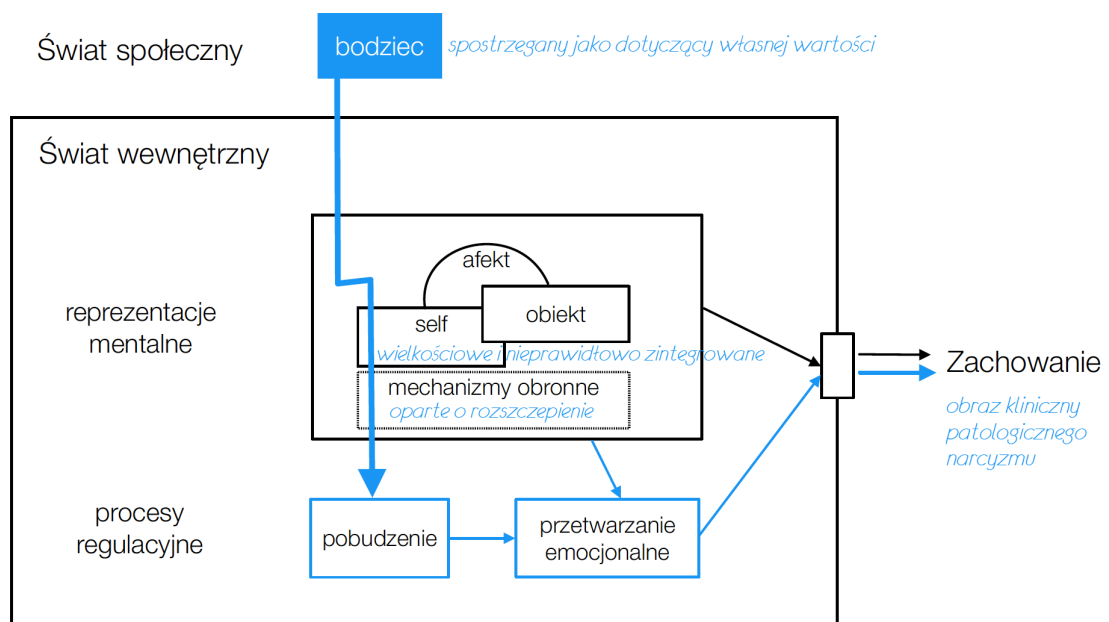 Świat społeczny
bodziec
spostrzegany jako dotyczący własnej wartości
Świat wewnętrzny
reprezentacje
mentalne
afekt
self
obiekt
wielkościowe i nieprawidłowo zintegrowane
mechanizmy obronne
oparte o rozszczepienie
Zachowanie
obraz kliniczny
patologicznego
narcyzmu
procesy
regulacyjne
pobudzenie
przetwarzanie
emocjonalne